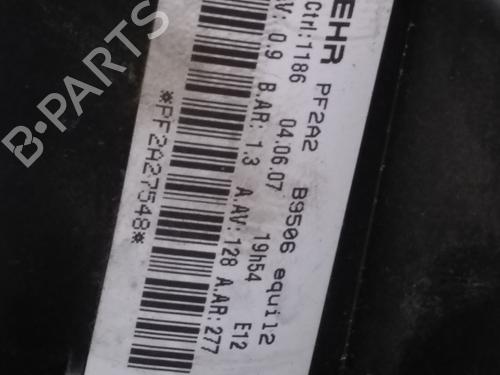 EHR PF2A2 B9506 equil2
Ctrl:1186 04.06.07 19h54 E12
AV: 0.9 B.AR: 1.3 A.AV:128 A.AR:277
*PF2A27548*
B-PARTS